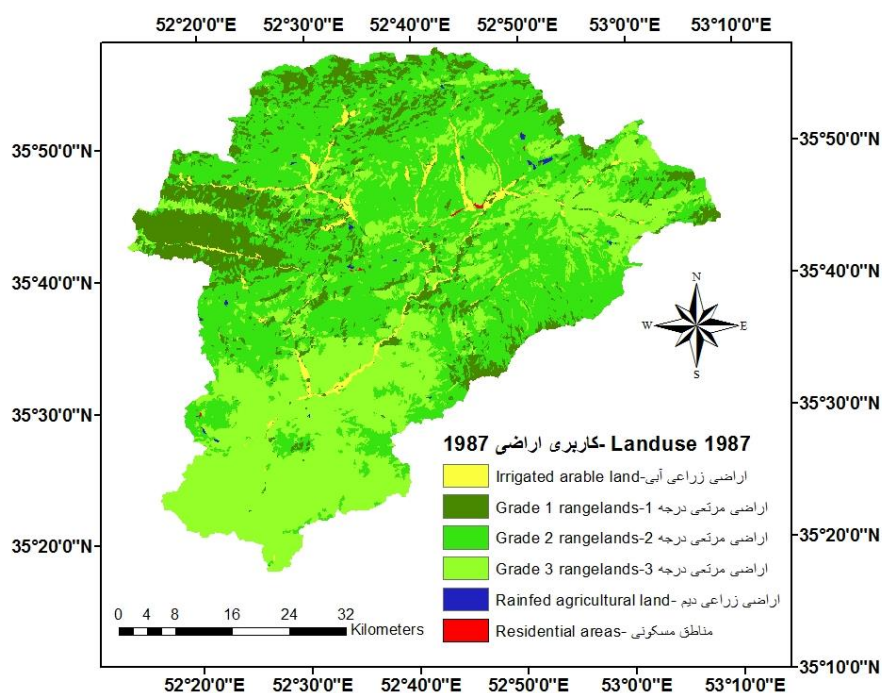 52°20'0"E 52°30'0"E 52°40'0"E 52°50'0"E 53°0'0"E 53°10'0"E
35°50'0"N 35°50'0"N
35°40'0"N 35°40'0"N
N
W E
S
35°30'0"N 35°30'0"N
کاربری اراضی 1987 -Landuse 1987
Irrigated arable land-اراضی زراعی آبی
Grade 1 rangelands-اراضی مرتعی درجه 1
Grade 2 rangelands-اراضی مرتعی درجه 2
35°20'0"N 35°20'0"N
Grade 3 rangelands-اراضی مرتعی درجه 3
Rainfed agricultural land-اراضی زراعی دیم
Residential areas-مناطق مسکونی
0 4 8 16 24 32
Kilometers
35°10'0"N
52°20'0"E 52°30'0"E 52°40'0"E 52°50'0"E 53°0'0"E 53°10'0"E